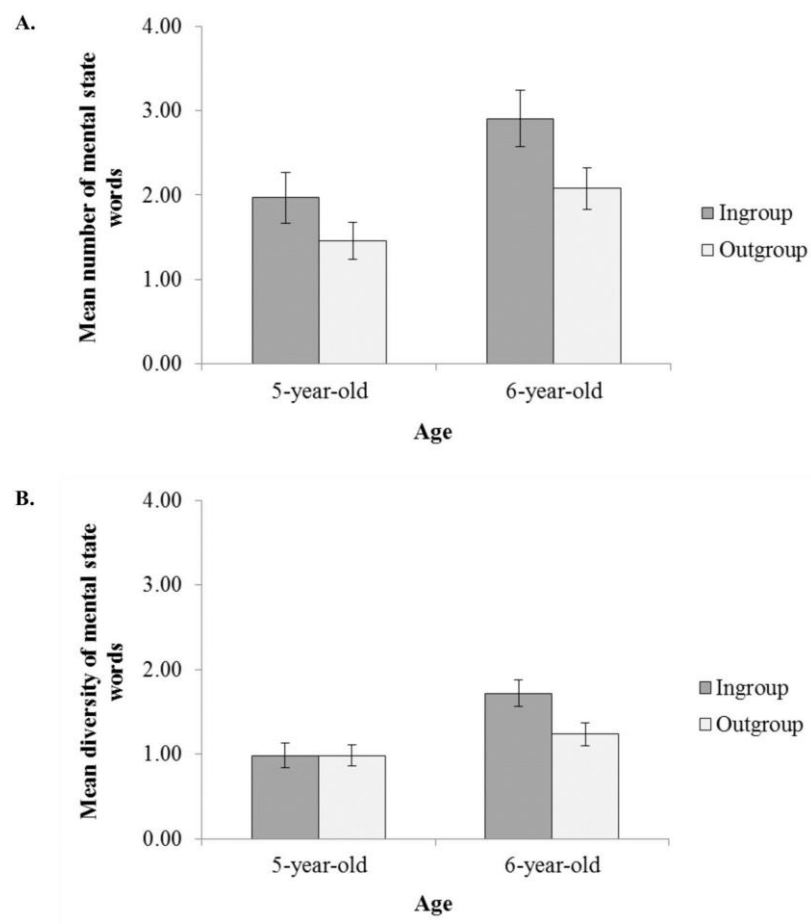 A.
4.00
3.00
2.00
1.00
0.00
Mean number of mental state
words
5-year-old
6-year-old
Age
Ingroup
Outgroup
B.
4.00
3.00
2.00
1.00
0.00
Mean diversity of mental state
words
5-year-old
6-year-old
Age
Ingroup
Outgroup